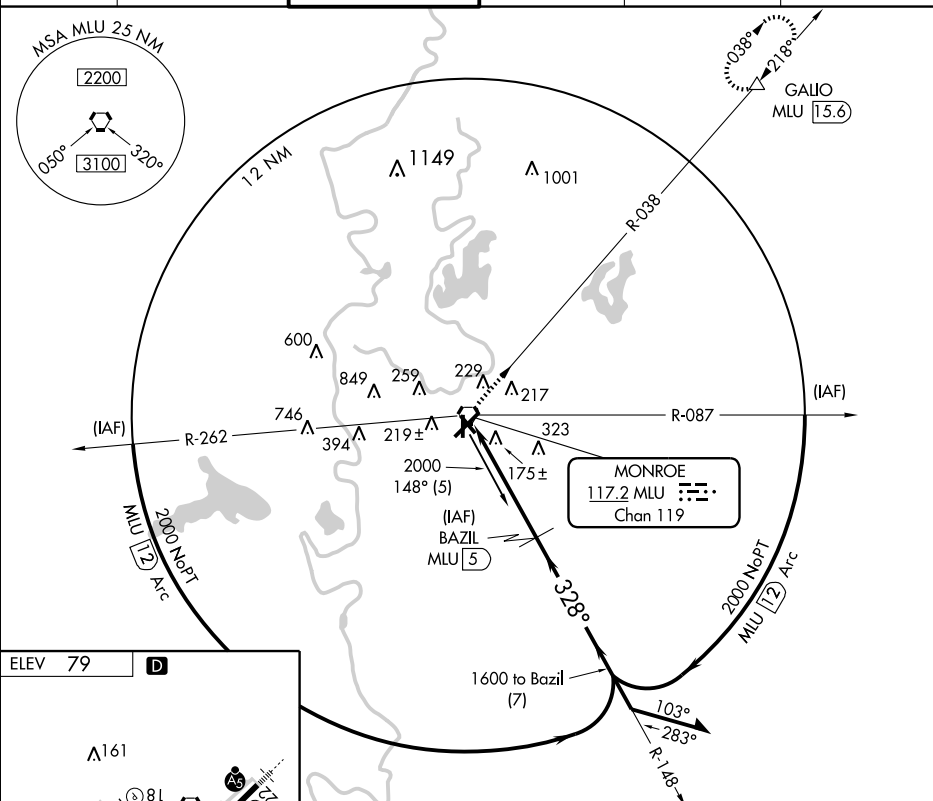 MSA MLU 25 NM
2200
050°
320°
3100
038°
218°
GALIO
MLU 15.6
12 NM
1149
1001
R-038
600
849
259
229
217
(IAF)
R-262
746
394
219±
323
175±
R-087
(IAF)
2000
148° (5)
MONROE
117.2 MLU
Chan 119
(IAF)
BAZIL
MLU 5
2000 NoPT
MLU 12 Arc
2000 NoPT
MLU 12 Arc
328°
1600 to Bazil
(7)
103°
283°
R-148
ELEV 79
D
161
18
P
A5
22